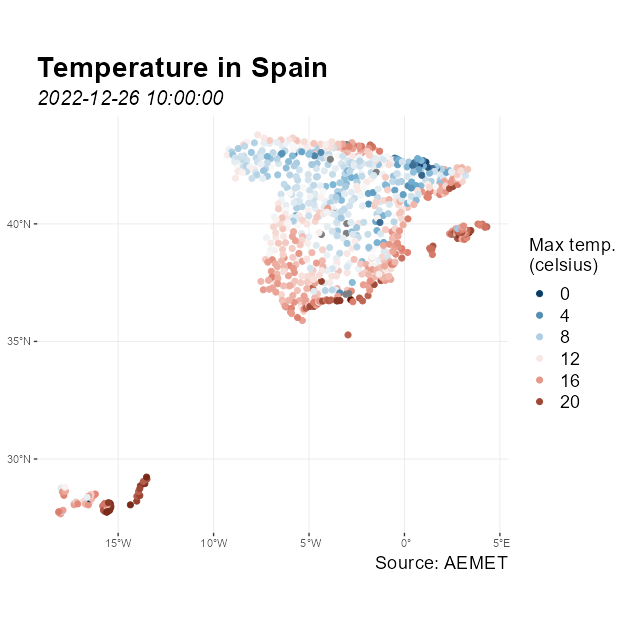 Temperature in Spain
2022-12-26 10:00:00
40°N
35°N
30°N
15°W
10°W
5°W
0°
5°E
Max temp.
(celsius)
0
4
8
12
16
20
Source: AEMET